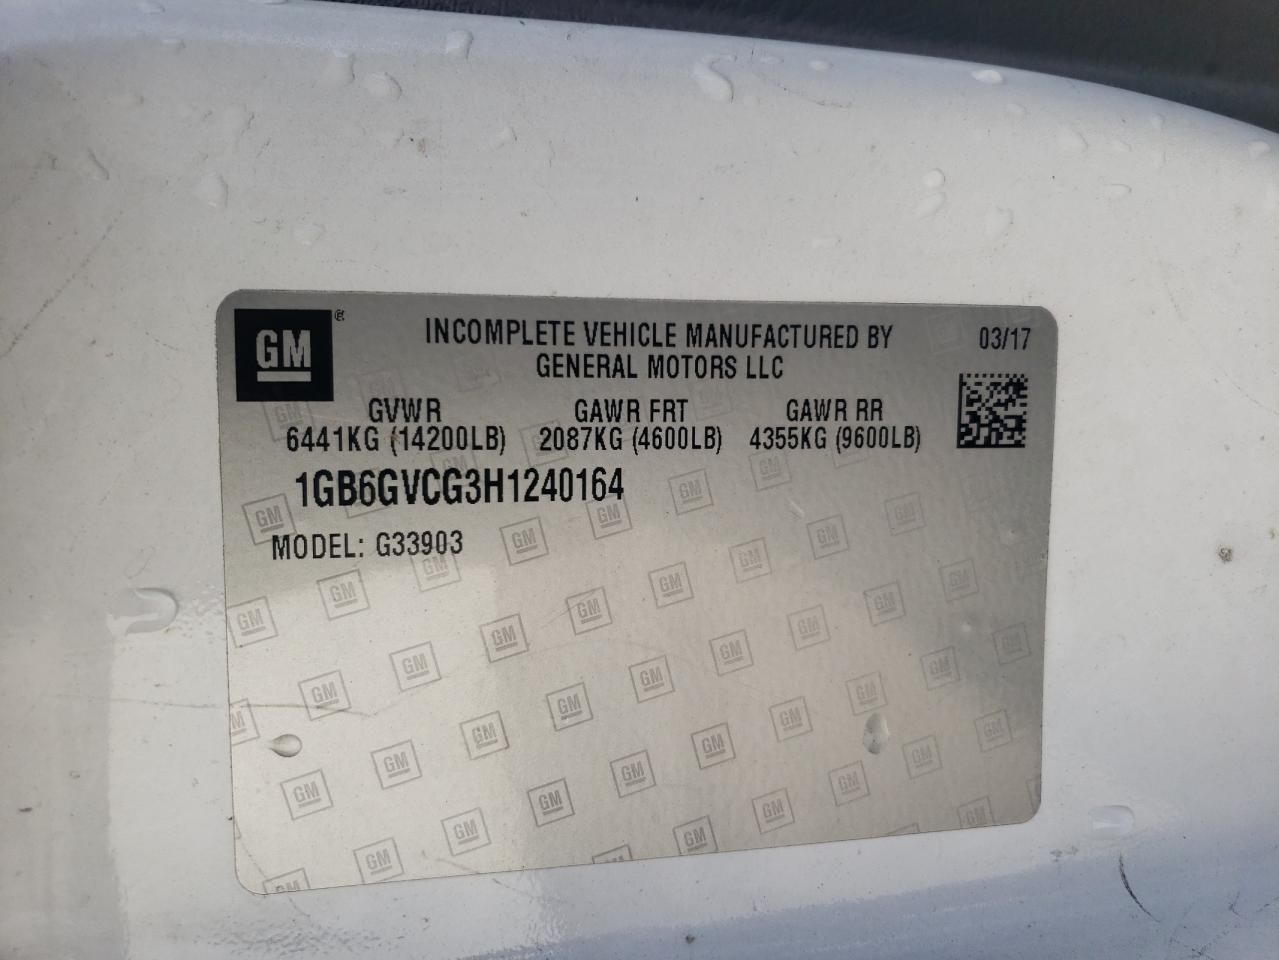 GM ®
INCOMPLETE VEHICLE MANUFACTURED BY 03/17
GENERAL MOTORS LLC
GVWR GAWR FRT GAWR RR
6441KG (14200LB) 2087KG (4600LB) 4355KG (9600LB)
1GB6GVCG3H1240164
MODEL: G33903